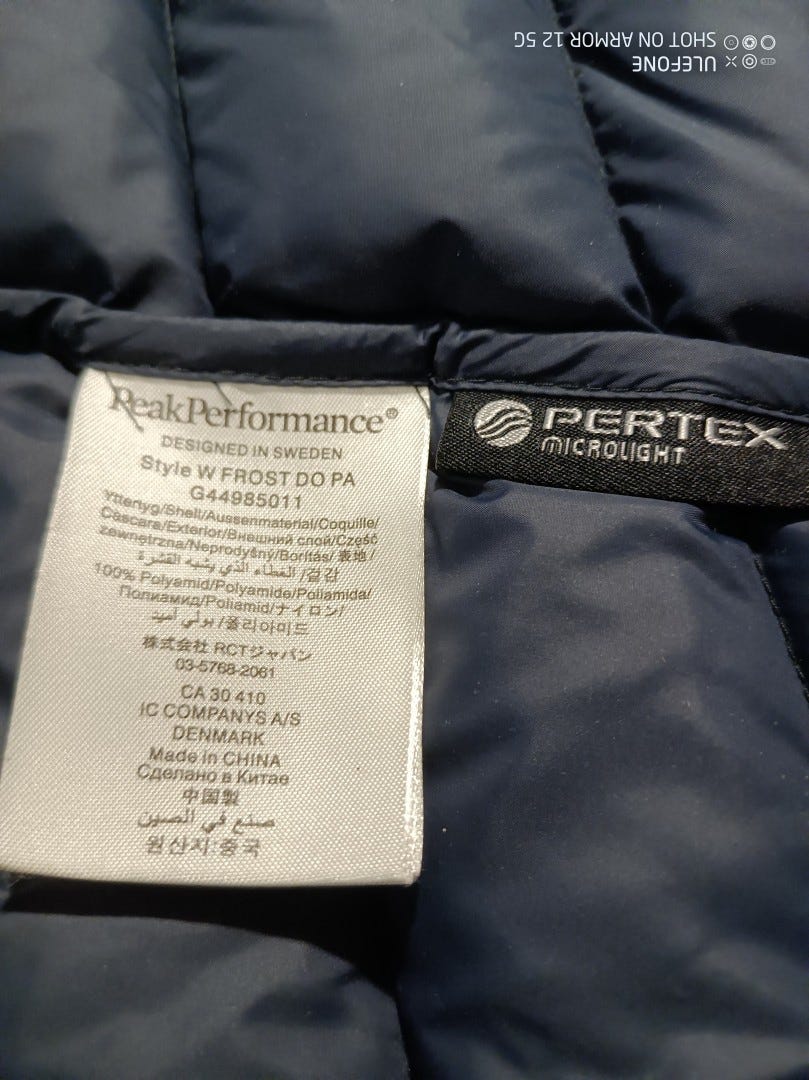 SHOT ON ARMOR 12 5G
ULEFONE
PeakPerformance®
DESIGNED IN SWEDEN
Style W FROST DO PA
G44985011
Yttertyg/Shell/Aussenmaterial/Coquille/
Cáscara/Exterior/Внешний слой/Część
zewnętrzna/Neprodyšný/Borítás/表地/
الغطاء الذي يشبه القشرة/겉감
100% Polyamid/Polyamide/Poliamida/
Полиамид/Poliamid/ナイロン/
بولي أميد/폴리아미드
株式会社 RCTジャパン
03-5768-2061
CA 30 410
IC COMPANYS A/S
DENMARK
Made in CHINA
Сделано в Китае
中国製
صنع في الصين
원산지:중국
PERTEX
MICROLIGHT